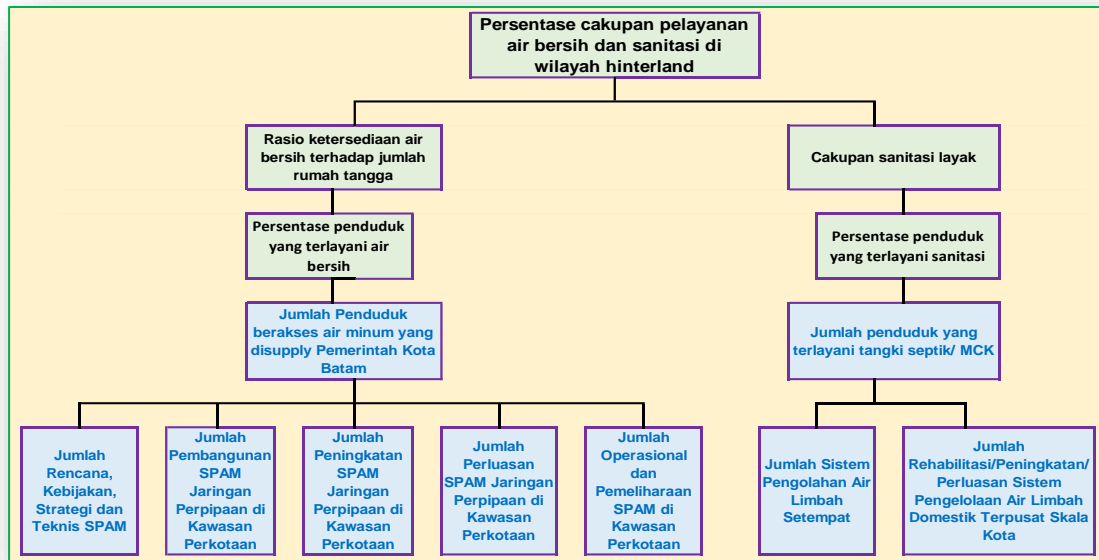 Persentase cakupan pelayanan
air bersih dan sanitasi di
wilayah hinterland
Rasio ketersediaan air
bersih terhadap jumlah
rumah tangga
Cakupan sanitasi layak
Persentase penduduk
yang terlayani air
bersih
Persentase penduduk
yang terlayani sanitasi
Jumlah Penduduk
berakses air minum yang
disupply Pemerintah Kota
Batam
Jumlah penduduk yang
terlayani tangki septik/ MCK
Jumlah
Rencana,
Kebijakan,
Strategi dan
Teknis SPAM
Jumlah
Pembangunan
SPAM
Jaringan
Perpipaan di
Kawasan
Perkotaan
Jumlah
Peningkatan
SPAM
Jaringan
Perpipaan di
Kawasan
Perkotaan
Jumlah
Perluasan
SPAM Jaringan
Perpipaan di
Kawasan
Perkotaan
Jumlah
Operasional
dan
Pemeliharaan
SPAM di
Kawasan
Perkotaan
Jumlah Sistem
Pengolahan Air
Limbah
Setempat
Jumlah
Rehabilitasi/Peningkatan/
Perluasan Sistem
Pengelolaan Air Limbah
Domestik Terpusat Skala
Kota